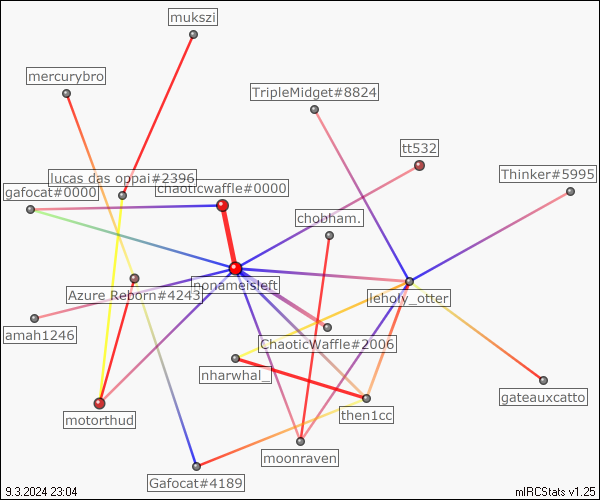 mukszi
mercurybro
TripleMidget#8824
tt532
Thinker#5995
lucas das oppai#2396
gafocat#0000
chaoticwaffle#0000
chobham.
nonameisleft
Azure_Reborn#4243
leholy_otter
amah1246
ChaoticWaffle#2006
nharwhal_
gateauxcatto
motorthud
then1cc
moonraven
Gafocat#4189
9.3.2024 23:04
mIRCStats v1.25